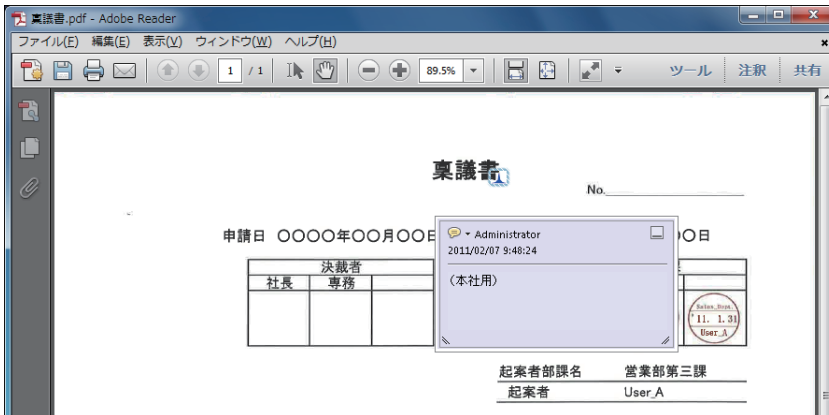 稟議書.pdf - Adobe Reader
ファイル(F) 編集(E) 表示(V) ウィンドウ(W) ヘルプ(H)
1 / 1 89.5% ツール 注釈 共有
稟議書
No.
申請日 〇〇〇〇年〇〇月〇〇日 〇日
Administrator
2011/02/07 9:48:24
(本社用)
決裁者
社長 専務
Sales_Dept.
'11. 1.31
User_A
起案者部課名 営業部第三課
起案者 User_A